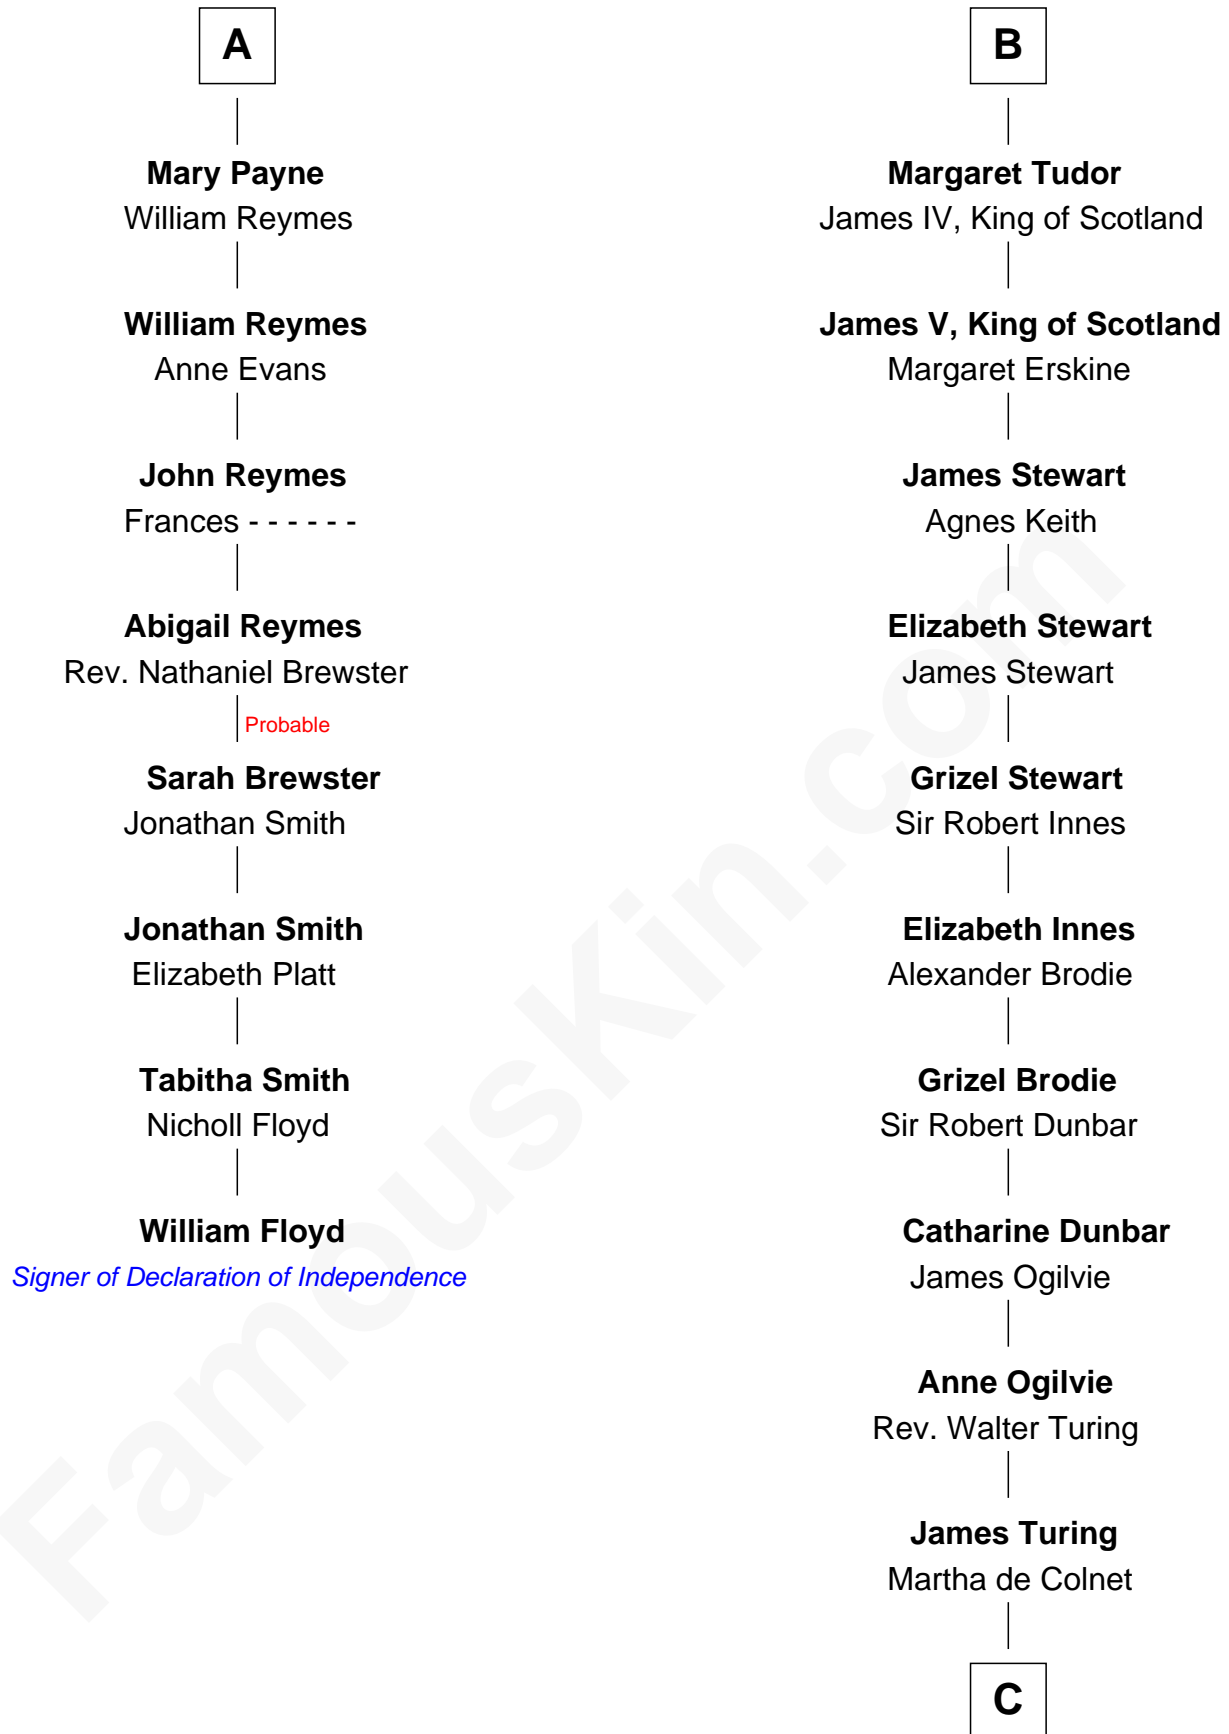 A
Mary Payne
William Reymes
William Reymes
Anne Evans
John Reymes
Frances - - - - - -
Abigail Reymes
Rev. Nathaniel Brewster
Probable
Sarah Brewster
Jonathan Smith
Jonathan Smith
Elizabeth Platt
Tabitha Smith
Nicholl Floyd
William Floyd
Signer of Declaration of Independence
B
Margaret Tudor
James IV, King of Scotland
James V, King of Scotland
Margaret Erskine
James Stewart
Agnes Keith
Elizabeth Stewart
James Stewart
Grizel Stewart
Sir Robert Innes
Elizabeth Innes
Alexander Brodie
Grizel Brodie
Sir Robert Dunbar
Catharine Dunbar
James Ogilvie
Anne Ogilvie
Rev. Walter Turing
James Turing
Martha de Colnet
C
FamousKin.com